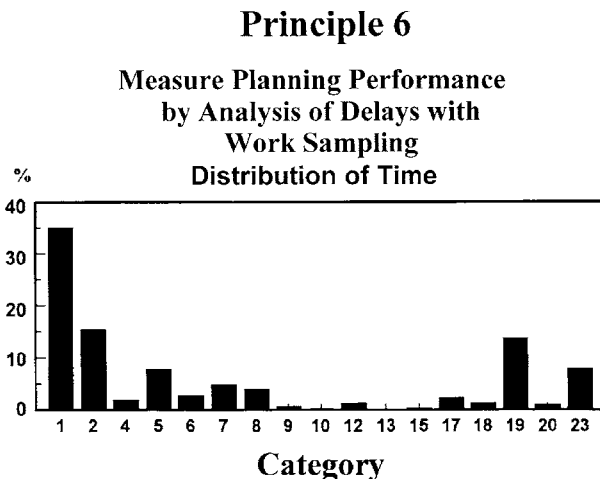 Principle 6
Measure Planning Performance
by Analysis of Delays with
Work Sampling
% Distribution of Time
40
30
20
10
0
1 2 4 5 6 7 8 9 10 12 13 15 17 18 19 20 23
Category